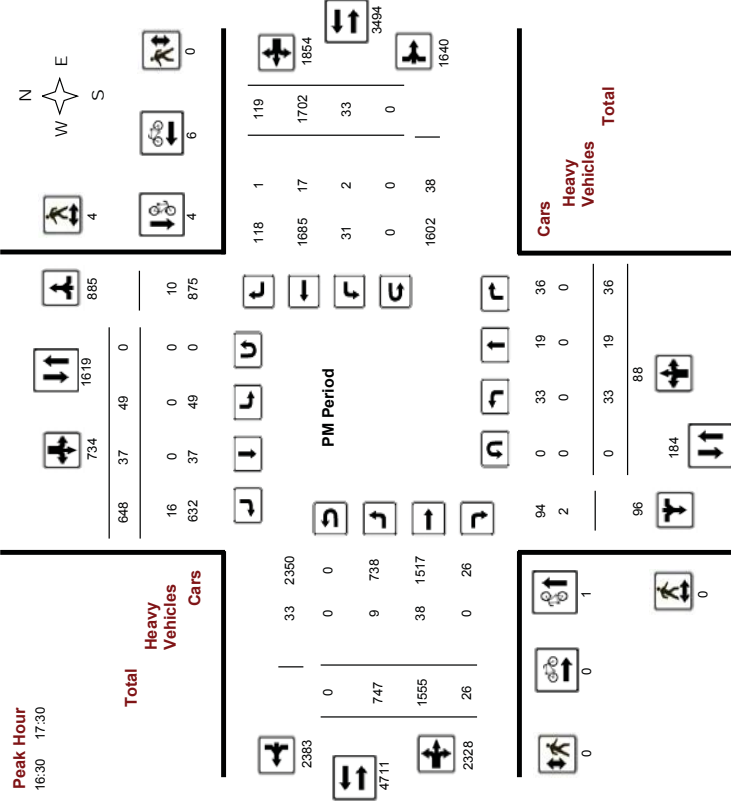 Peak Hour
16:30 17:30
Total
Heavy
Vehicles
Cars
734
1619
885
648 37 49 0
16 0 0 0 10
632 37 49 0 875
N
W E
S
4
0
4
6
2383
4711
2328
33 2350
0 0 0
747 9 738
1555 38 1517
26 0 26
PM Period
118 1 119
1685 17 1702
31 2 33
0 0 0
1602 38
1854
3494
1640
0
0
1
0
94 0 33 19 36
2 0 0 0 0
0 33 19 36
96
184
88
Cars
Heavy
Vehicles
Total